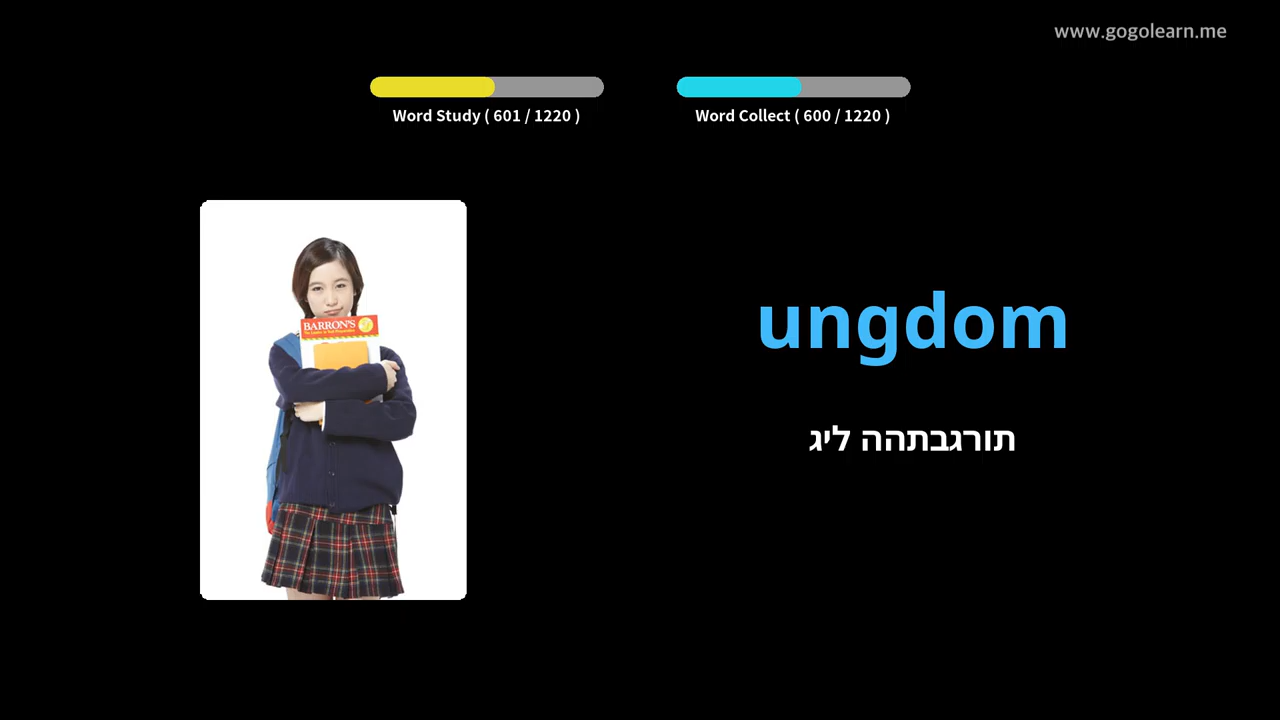 www.gogolearn.me
Word Study ( 601 / 1220 )
Word Collect ( 600 / 1220 )
BARRON'S
ungdom
תורגבתהה ליג